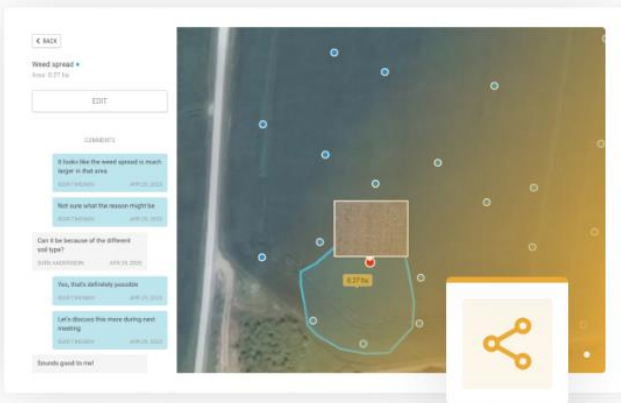 BACK
Weed spread
Area: 0.27 ha
EDIT
COMMENTS
It looks like the weed spread is much
larger in that area
APR 29, 2020
Not sure what the reason might be
APR 29, 2020
Can it be because of the different
soil type?
APR 29, 2020
Yes, that's definitely possible
APR 29, 2020
Let's discuss this more during next
meeting
APR 29, 2020
Sounds good to me!
0.27 ha